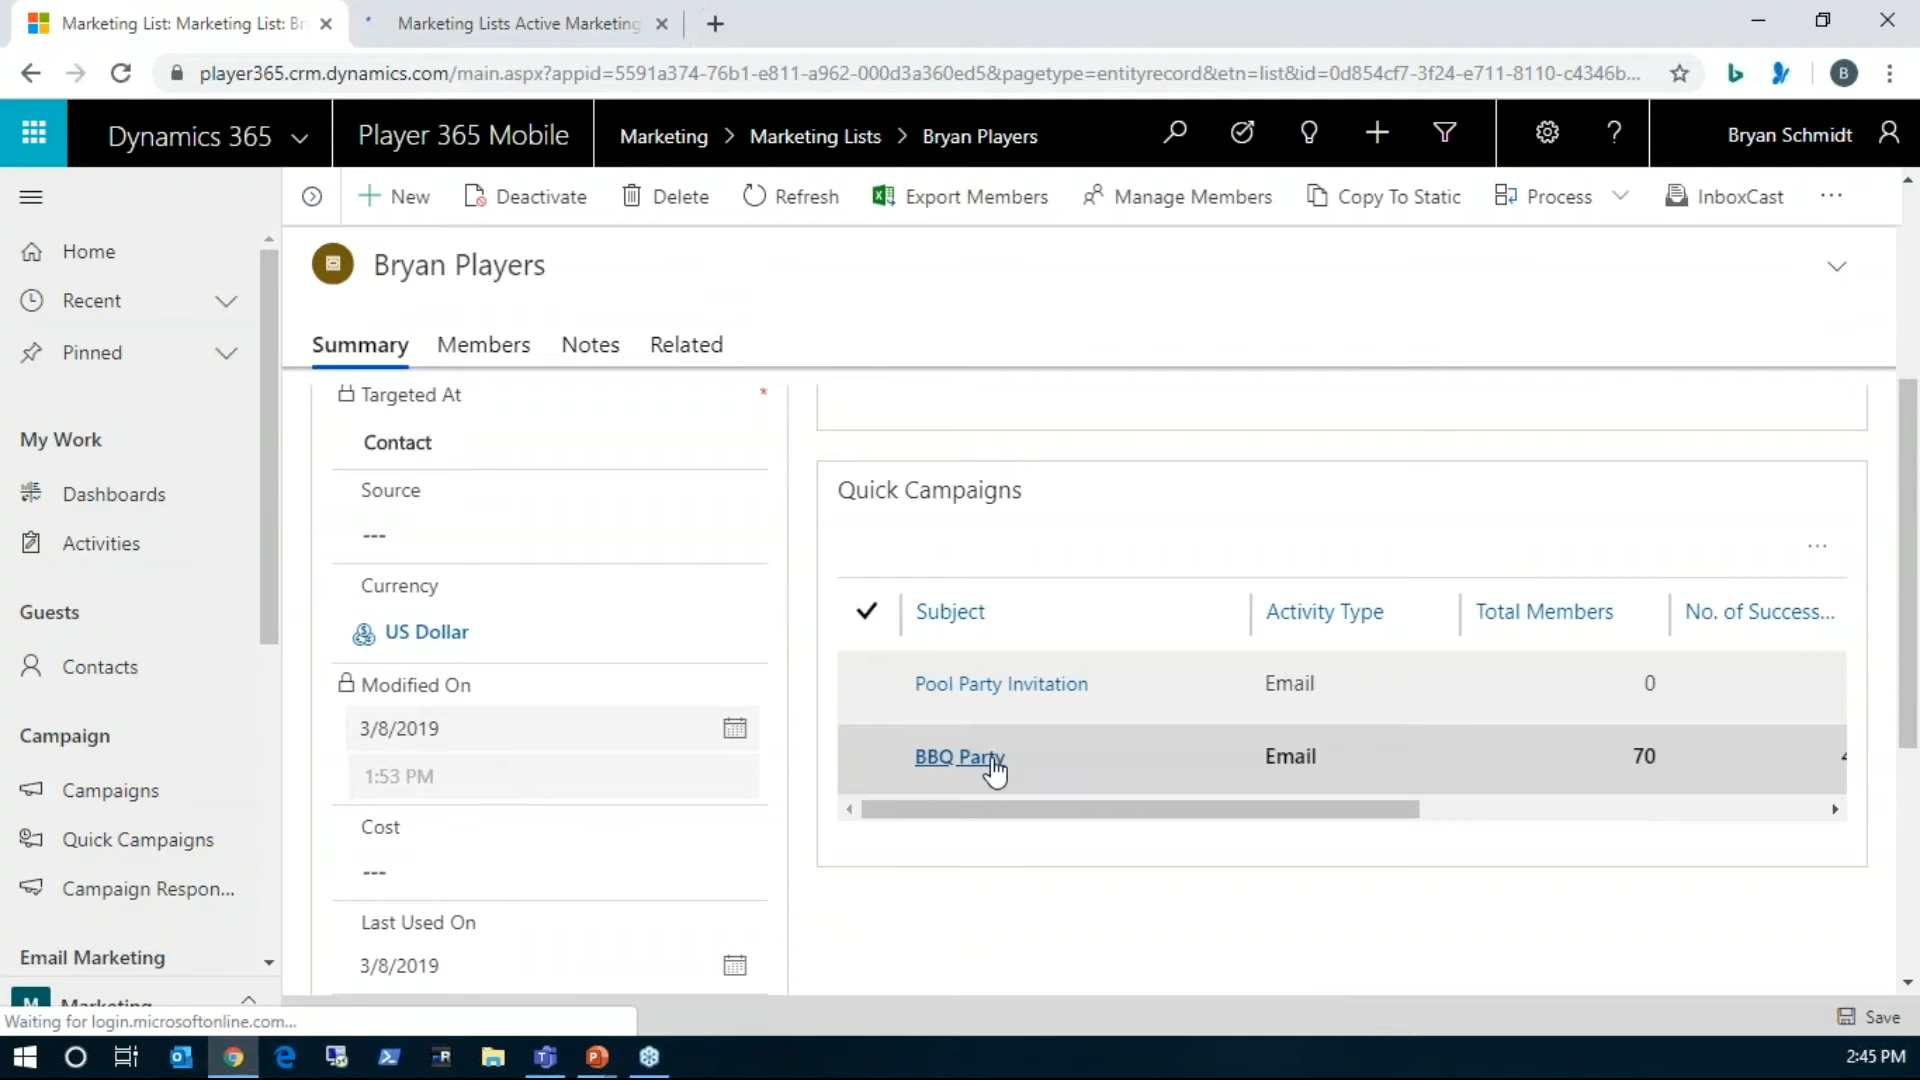 Marketing List: Marketing List: Br
Marketing Lists Active Marketing
player365.crm.dynamics.com/main.aspx?appid=5591a374-76b1-e811-a962-000d3a360ed5&pagetype=entityrecord&etn=list&id=0d854cf7-3f24-e711-8110-c4346b...
B
Dynamics 365
Player 365 Mobile
Marketing > Marketing Lists > Bryan Players
Bryan Schmidt
New
Deactivate
Delete
Refresh
Export Members
Manage Members
Copy To Static
Process
InboxCast
Home
Recent
Pinned
My Work
Dashboards
Activities
Guests
Contacts
Campaign
Campaigns
Quick Campaigns
Campaign Respon...
Email Marketing
M Marketing
Bryan Players
Summary Members Notes Related
Targeted At *
Contact
Source
---
Currency
US Dollar
Modified On
3/8/2019
1:53 PM
Cost
---
Last Used On
3/8/2019
Quick Campaigns
Subject Activity Type Total Members No. of Success...
Pool Party Invitation Email 0
BBQ Party Email 70
Waiting for login.microsoftonline.com...
Save
2:45 PM